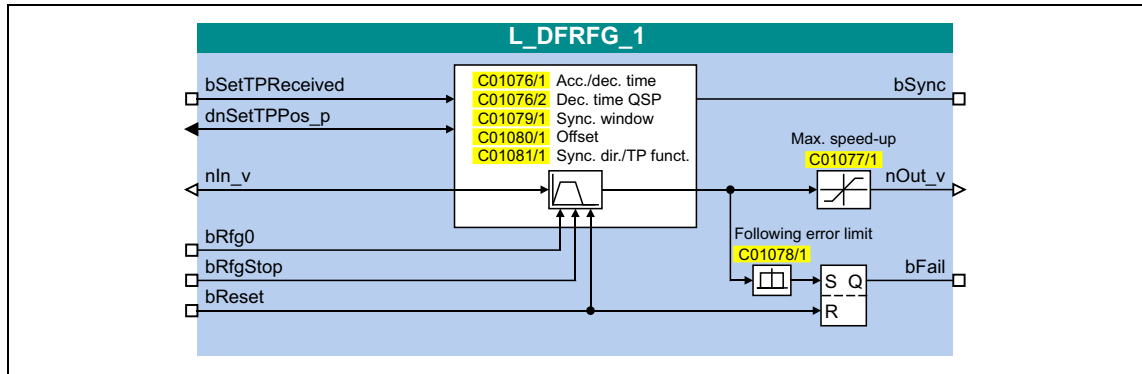 L_DFRFG_1
bSetTPReceived
dnSetTPPos_p
nIn_v
bRfg0
bRfgStop
bReset
C01076/1 Acc./dec. time
C01076/2 Dec. time QSP
C01079/1 Sync. window
C01080/1 Offset
C01081/1 Sync. dir./TP funct.
bSync
Max. speed-up
C01077/1
nOut_v
Following error limit
C01078/1
S Q
R
bFail